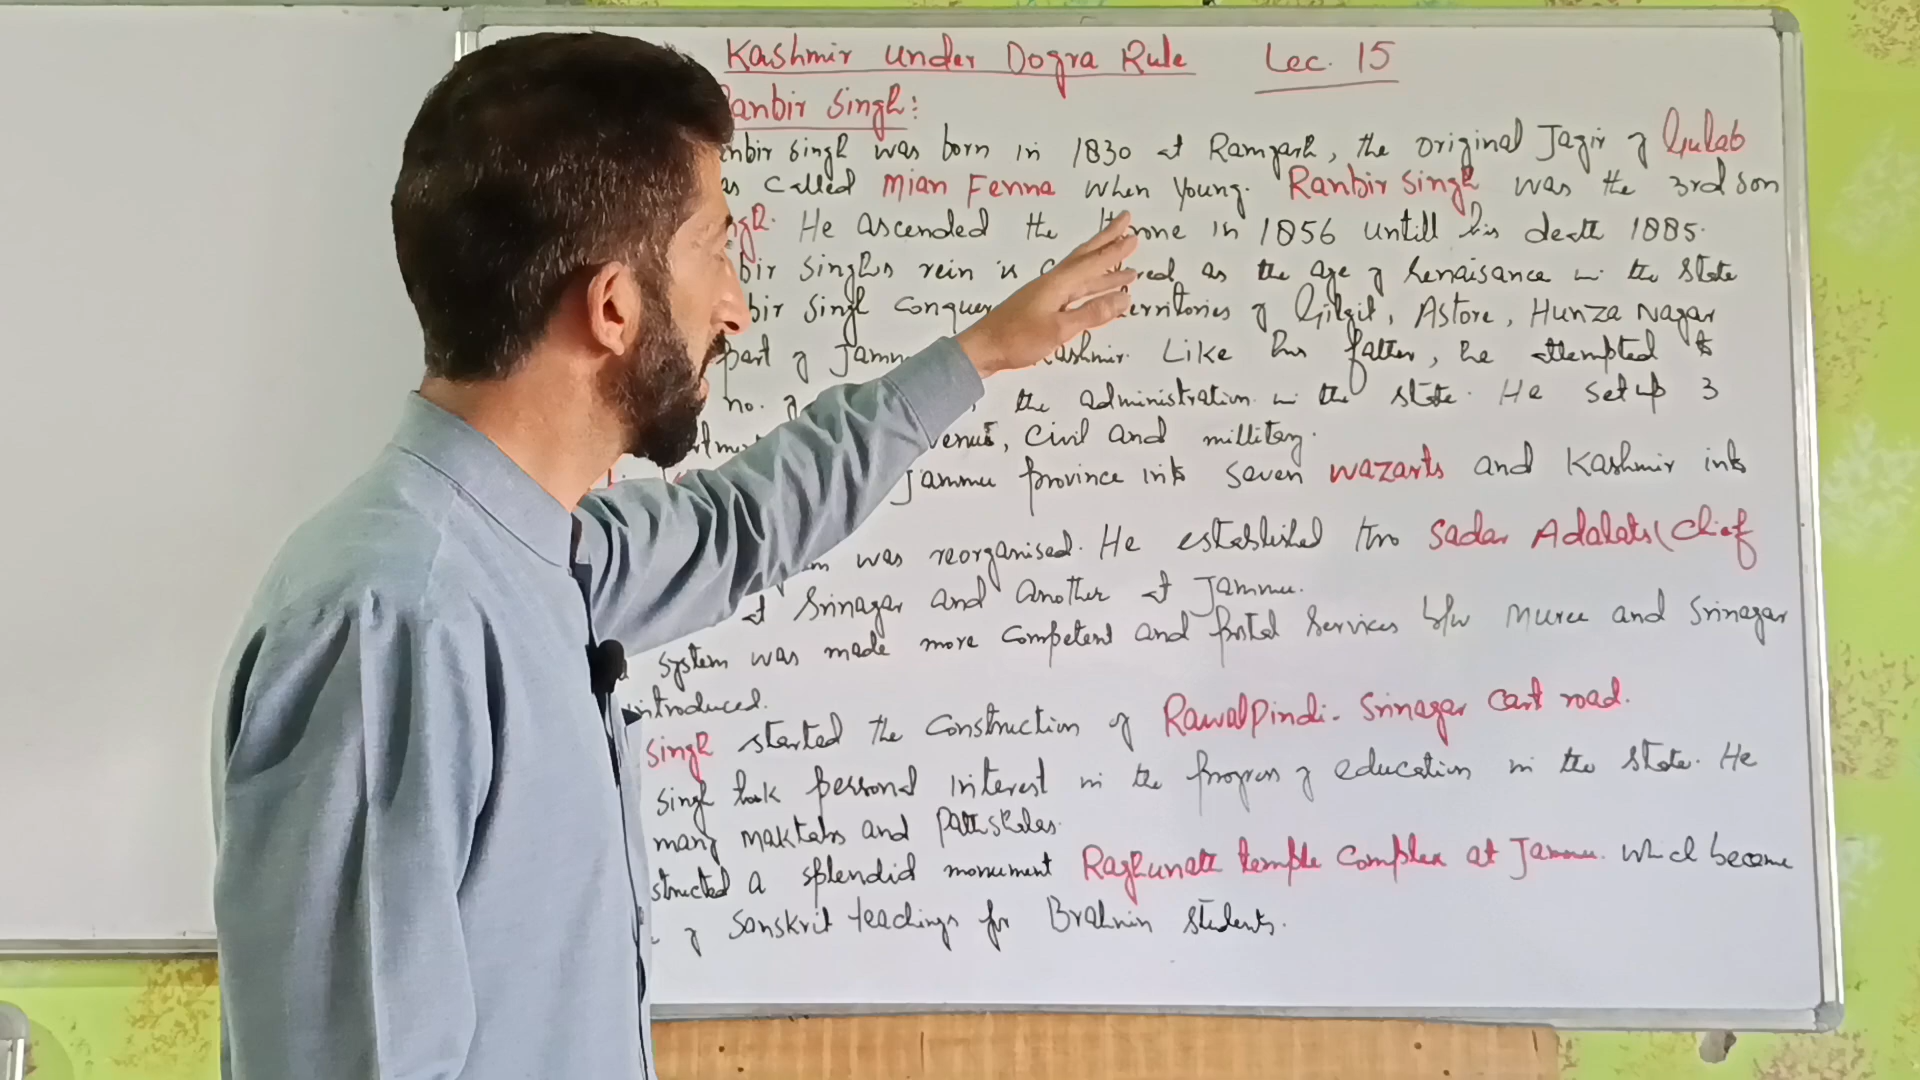 Kashmir under Dogra Rule Lec. 15
anbir Singh:
nbir Singh was born in 1830 at Ramgarh, the original Jagir of Gulab
as called Mian Fenna when young. Ranbir Singh was the 3rd son
ngh. He ascended the throne in 1856 untill his death 1885.
bir Singhs rein is as the age of Renaisance in the State
bir Singh conquer territories of Gilgit, Astore, Hunza Nagar
part of Jamm Kashmir. Like his father, he attempted to
no. of the administration in the state. He set up 3
venue, civil and millitary.
Jammu province into seven wazarts and Kashmir into
m was reorganised. He established two Sadar Adalats (Chief
at Srinagar and another at Jammu.
system was made more competent and postal services b/w Muree and Srinagar
introduced.
Singh started the construction of Rawalpindi - Srinagar cart road.
Singh took personal interest in the progress of education in the State. He
many maktabs and Pathshalas.
structed a splendid monument Raghunath temple complex at Jammu. which became
of Sanskrit teachings for Brahmin students.